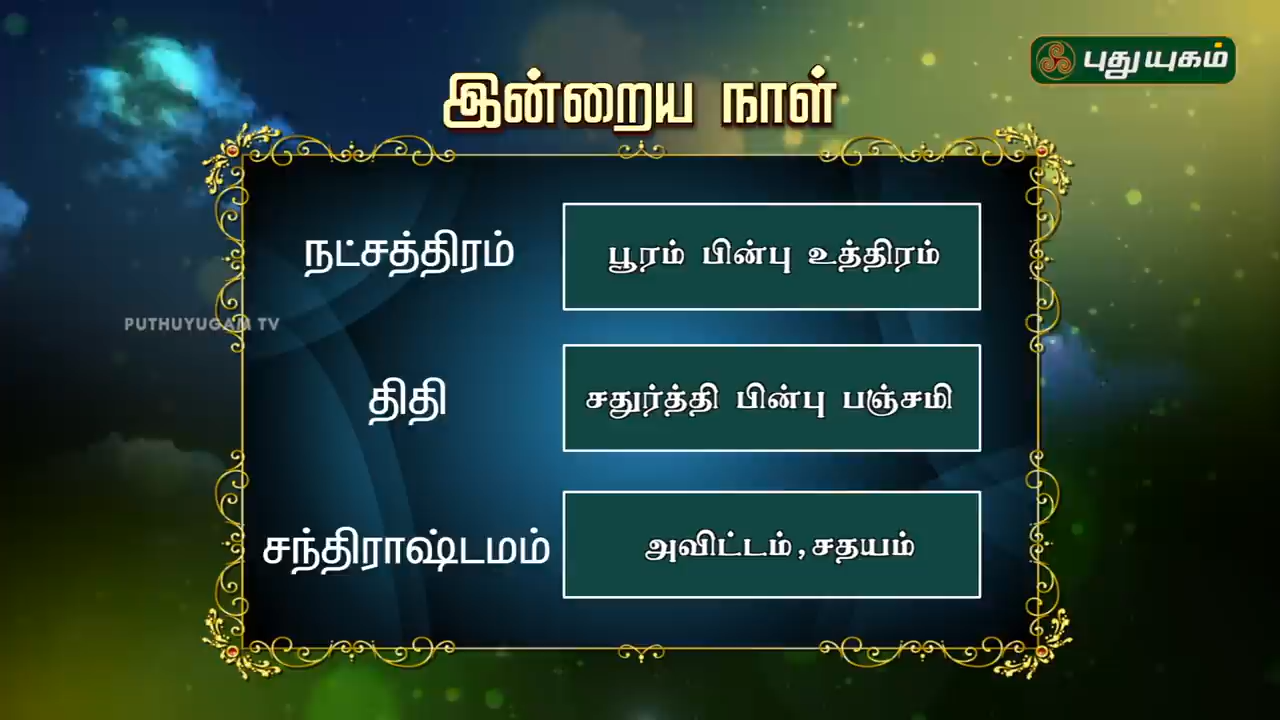 புதுயுகம்
இன்றைய நாள்
நட்சத்திரம் பூரம் பின்பு உத்திரம்
PUTHUYUGAM TV
திதி சதுர்த்தி பின்பு பஞ்சமி
சந்திராஷ்டமம் அவிட்டம்,சதயம்